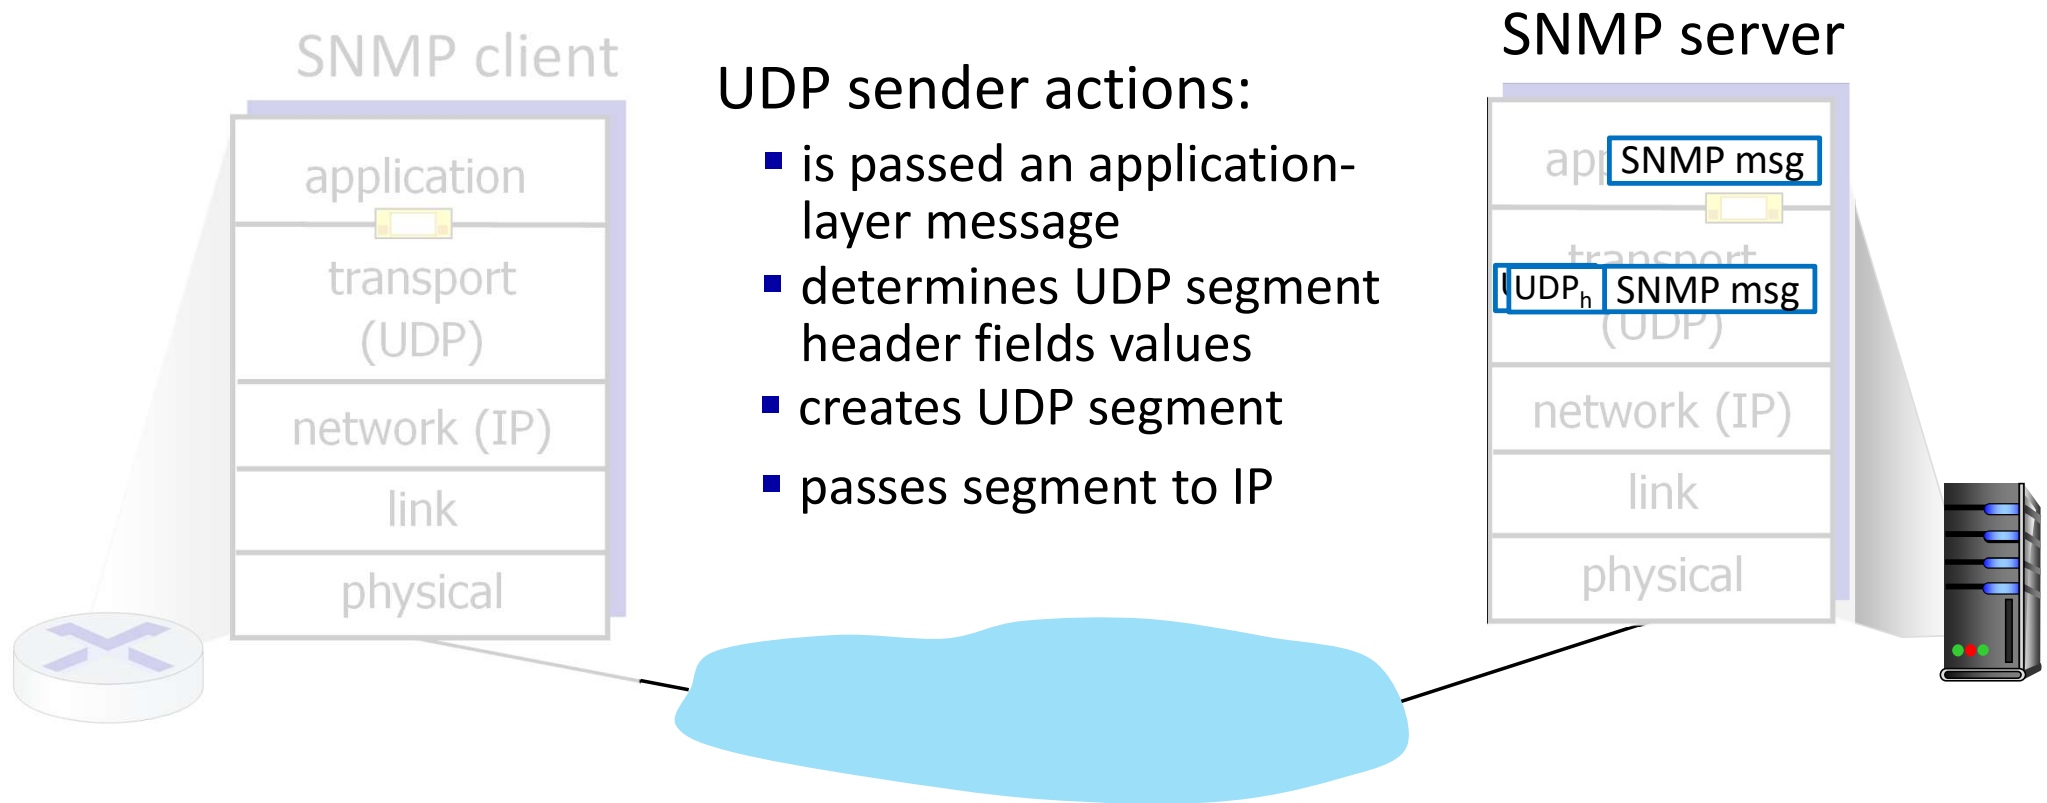 SNMP client
application
transport
(UDP)
network (IP)
link
physical
UDP sender actions:
is passed an application-
layer message
determines UDP segment
header fields values
creates UDP segment
passes segment to IP
SNMP server
SNMP msg
transport
UDPh SNMP msg
(UDP)
network (IP)
link
physical